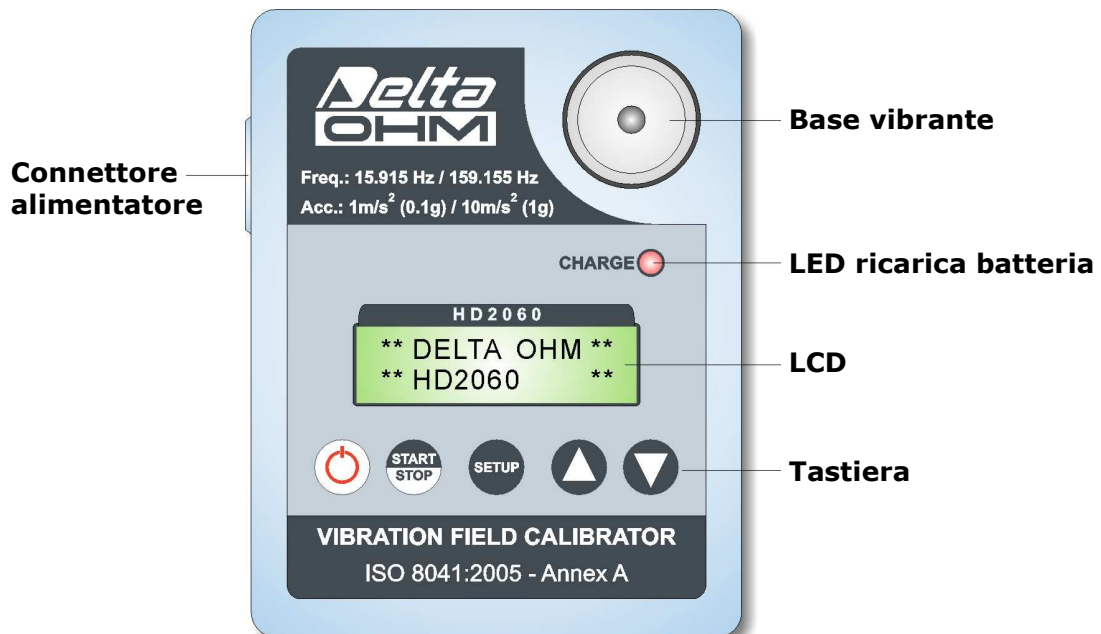 Delta
OHM
Freq.: 15.915 Hz / 159.155 Hz
Acc.: 1m/s² (0.1g) / 10m/s² (1g)
Base vibrante
Connettore
alimentatore
CHARGE
LED ricarica batteria
HD2060
** DELTA OHM **
** HD2060 **
LCD
START
STOP
SETUP
Tastiera
VIBRATION FIELD CALIBRATOR
ISO 8041:2005 - Annex A